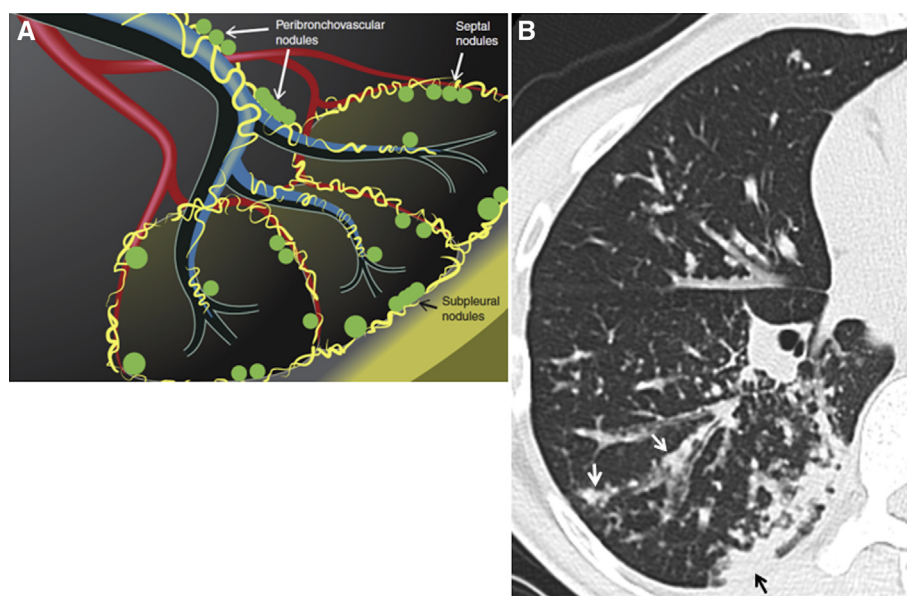 A
Peribronchovascular
nodules
Septal
nodules
Subpleural
nodules
B